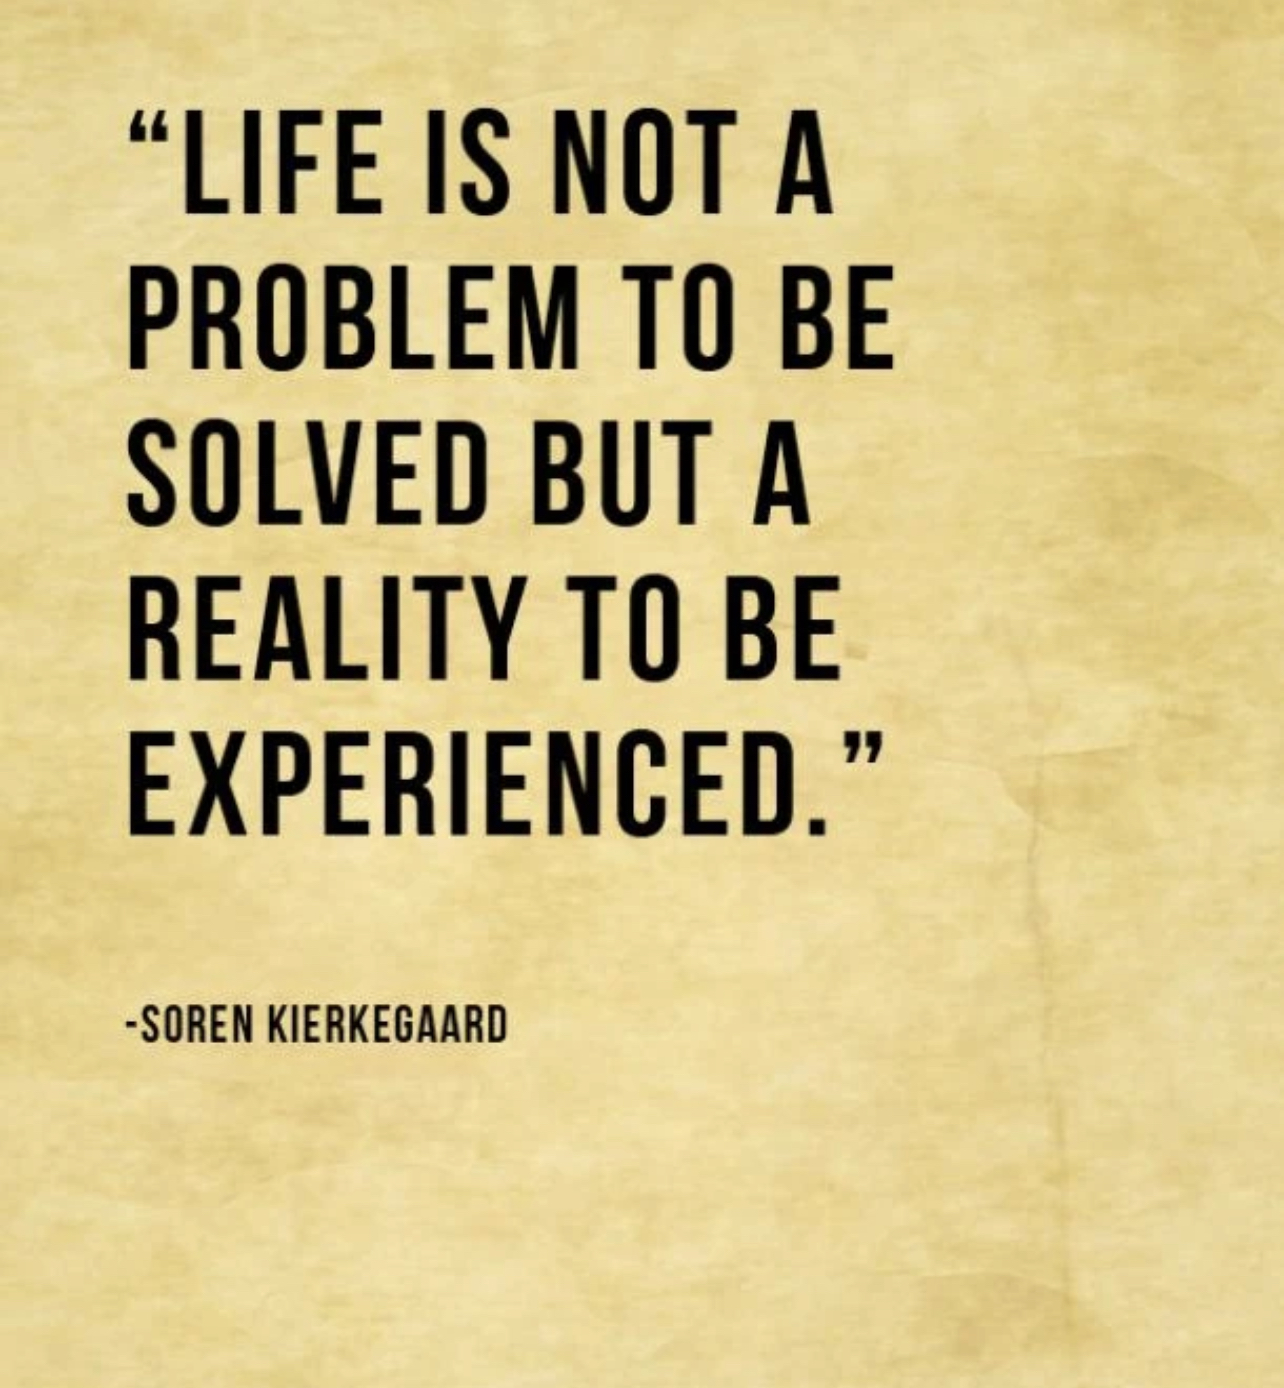 “LIFE IS NOT A
PROBLEM TO BE
SOLVED BUT A
REALITY TO BE
EXPERIENCED.”
-SOREN KIERKEGAARD